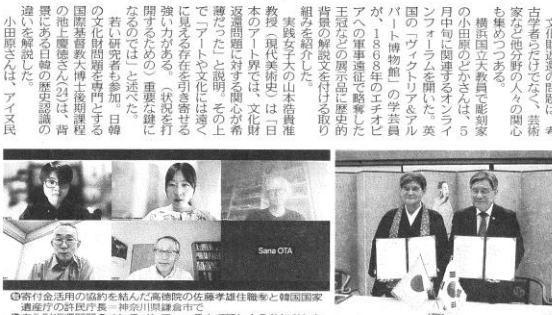 文化財返還の問題は、考
古学者らだけでなく、芸術
家など他分野の人々の関心
も集めつつある。
横浜国立大教員で彫刻家
の小田原のどかさんは、5
月中旬に関連するオンライ
ンフォーラムを開いた。英
国の「ヴィクトリア&アル
バート博物館」の学芸員
が、1868年のエチオピ
アへの軍事遠征で略奪した
王冠などの展示品に歴史的
背景の解説文を付ける取り
組みを紹介した。
実践女子大の山本浩貴准
教授(現代美術史)は「日
本のアート界では、文化財
返還問題に対する関心が希
薄だった」と説明。その上
で「アートや文化には遠く
に見える存在を引き寄せる
強い力がある。(状況を打
開するための)重要な鍵に
なるのでは」と述べた。
若い研究者も参加。日韓
の文化財問題を専門とする
国際基督教大博士後期課程
の池上慶徳さん(24)は、背
景にある日韓の歴史認識の
違いを解説した。
小田原さんは、アイヌ民
Sana OTA
寄付金活用の協約を結んだ高徳院の佐藤孝雄住職と韓国国家
遺産庁の許民庁長=神奈川県鎌倉市で